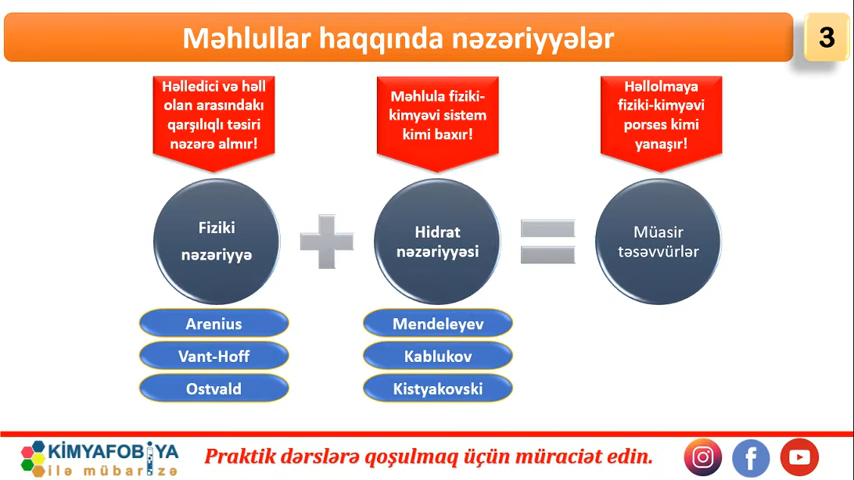 Məhlullar haqqında nəzəriyyələr
3
Həlledici və həll
olan arasındakı
qarşılıqlı təsiri
nəzərə almır!
Məhlula fiziki-
kimyəvi sistem
kimi baxır!
Həllolmaya
fiziki-kimyəvi
porses kimi
yanaşır!
Fiziki
nəzəriyyə
Hidrat
nəzəriyyəsi
Müasir
təsəvvürlər
Arenius
Vant-Hoff
Ostvald
Mendeleyev
Kablukov
Kistyakovski
KİMYAFOBİYA
ilə mübarizə
Praktik dərslərə qoşulmaq üçün müraciət edin.